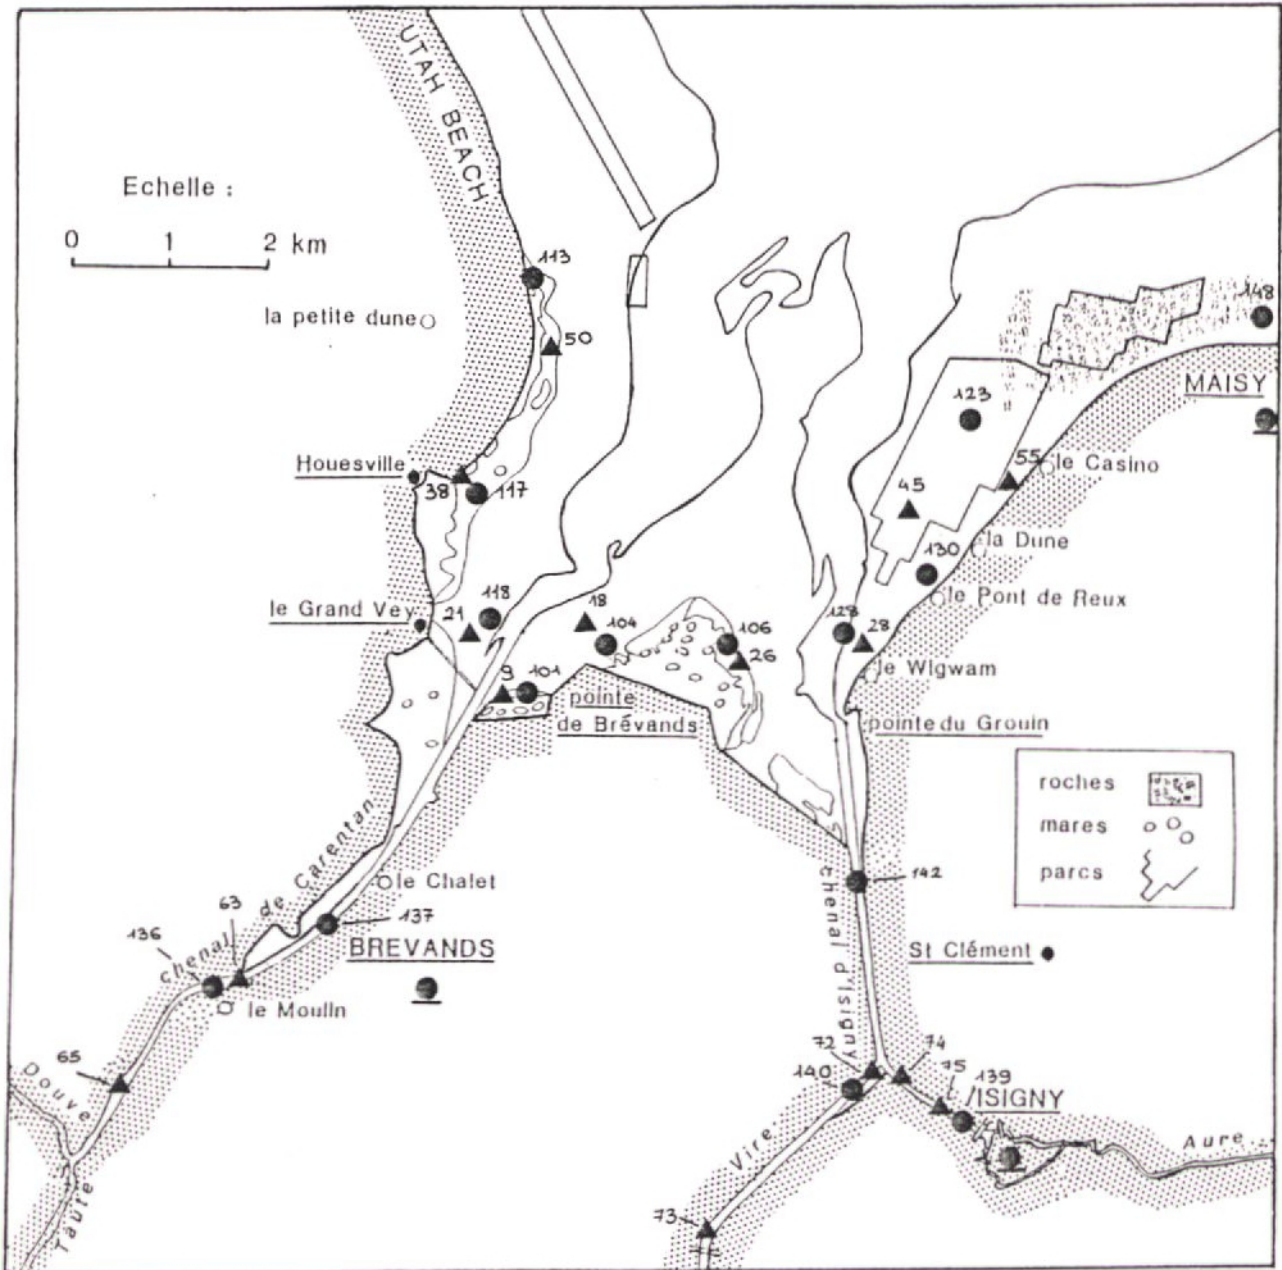 UTAH BEACH
Echelle :
0 1 2 km
113
la petite dune
50
148
MAISY
123
Houesville
38
117
55
le Casino
45
la Dune
130
le Pont de Reux
le Grand Vey
21
118
18
104
106
26
128
28
le Wigwam
9
101
pointe
de Brévands
pointe du Grouin
roches
mares
parcs
chenal de Carentan
le Chalet
63
137
136
BREVANDS
le Moulin
chenal d'Isigny
142
St Clément
65
Douve
Taute
72
74
140
75
139
ISIGNY
Vire
Aure
73